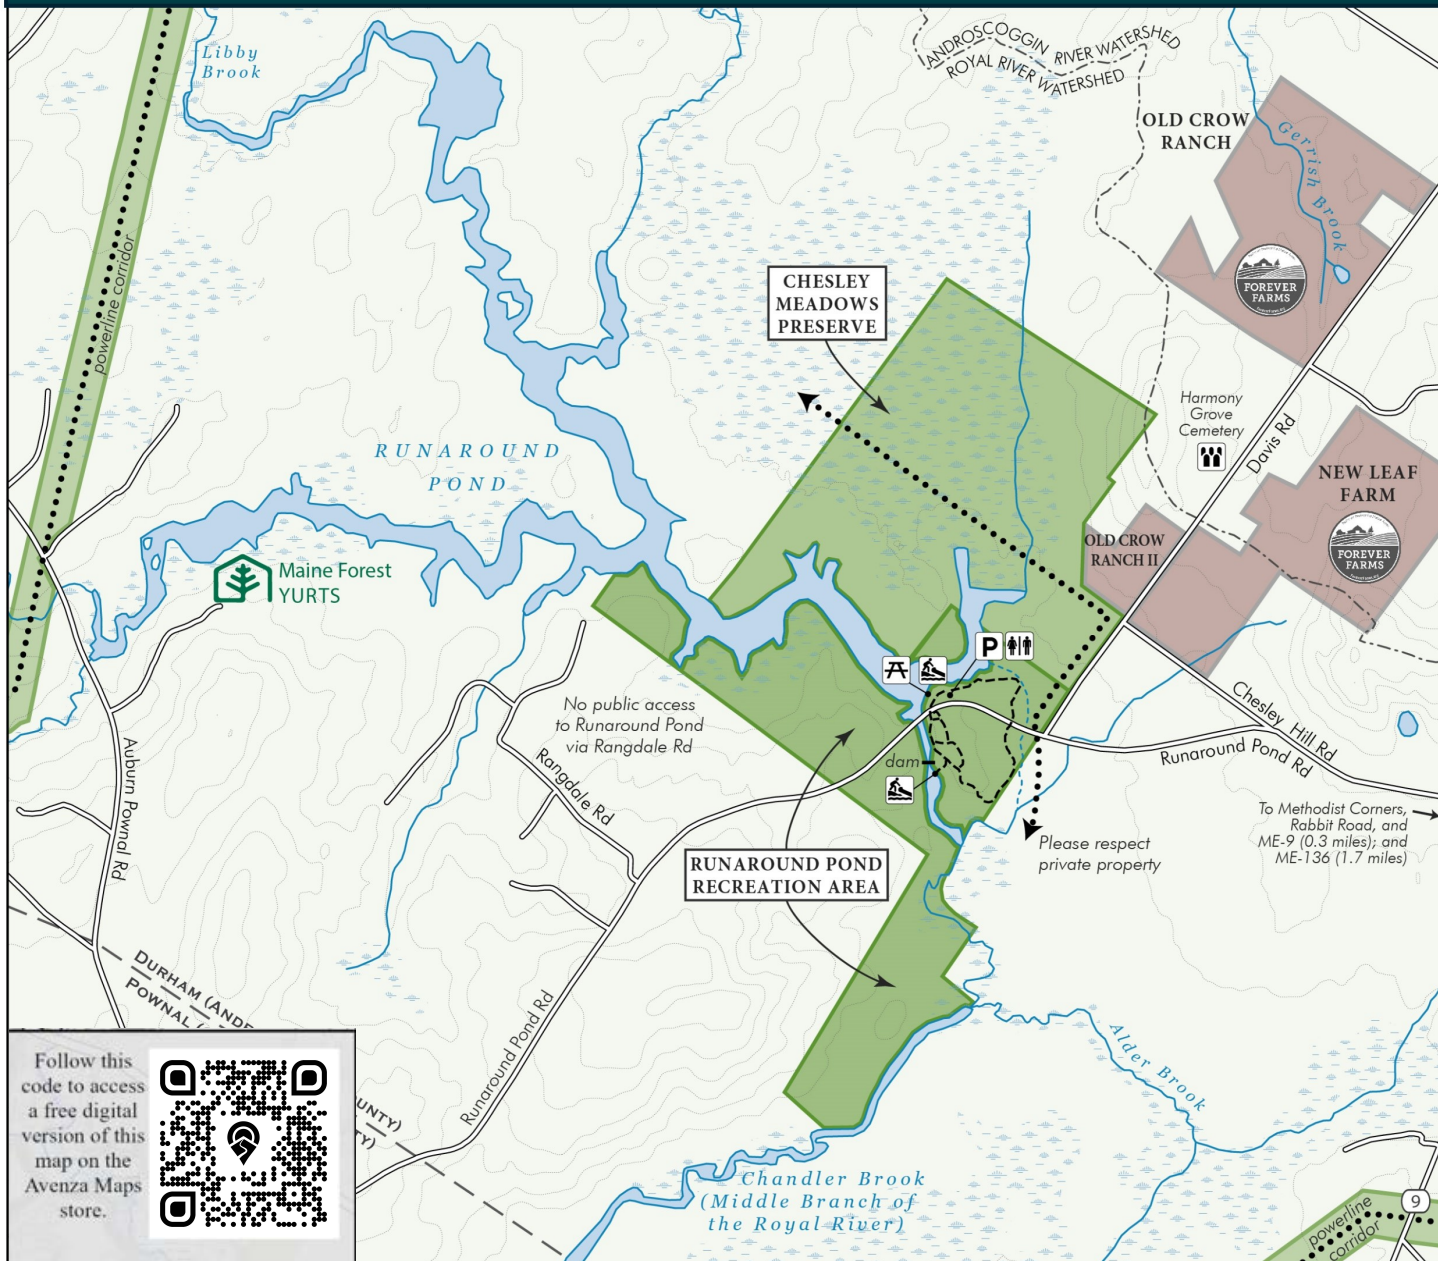 Libby
Brook
ANDROSCOGGIN RIVER WATERSHED
ROYAL RIVER WATERSHED
OLD CROW
RANCH
Gerrish Brook
powerline corridor
CHESLEY
MEADOWS
PRESERVE
FOREVER
FARMS
Harmony
Grove
Cemetery
Davis Rd
RUNAROUND
POND
NEW LEAF
FARM
FOREVER
FARMS
OLD CROW
RANCH II
Maine Forest
YURTS
P
No public access
to Runaround Pond
via Rangdale Rd
Chesley Hill Rd
Runaround Pond Rd
Auburn Pownal Rd
Rangdale Rd
dam
To Methodist Corners,
Rabbit Road, and
ME-9 (0.3 miles); and
ME-136 (1.7 miles)
Please respect
private property
RUNAROUND POND
RECREATION AREA
DURHAM (AND
POWNAL (
Runaround Pond Rd
Alder Brook
Follow this
code to access
a free digital
version of this
map on the
Avenza Maps
store.
OUNTY)
TY)
Chandler Brook
(Middle Branch of
the Royal River)
9
powerline
corridor